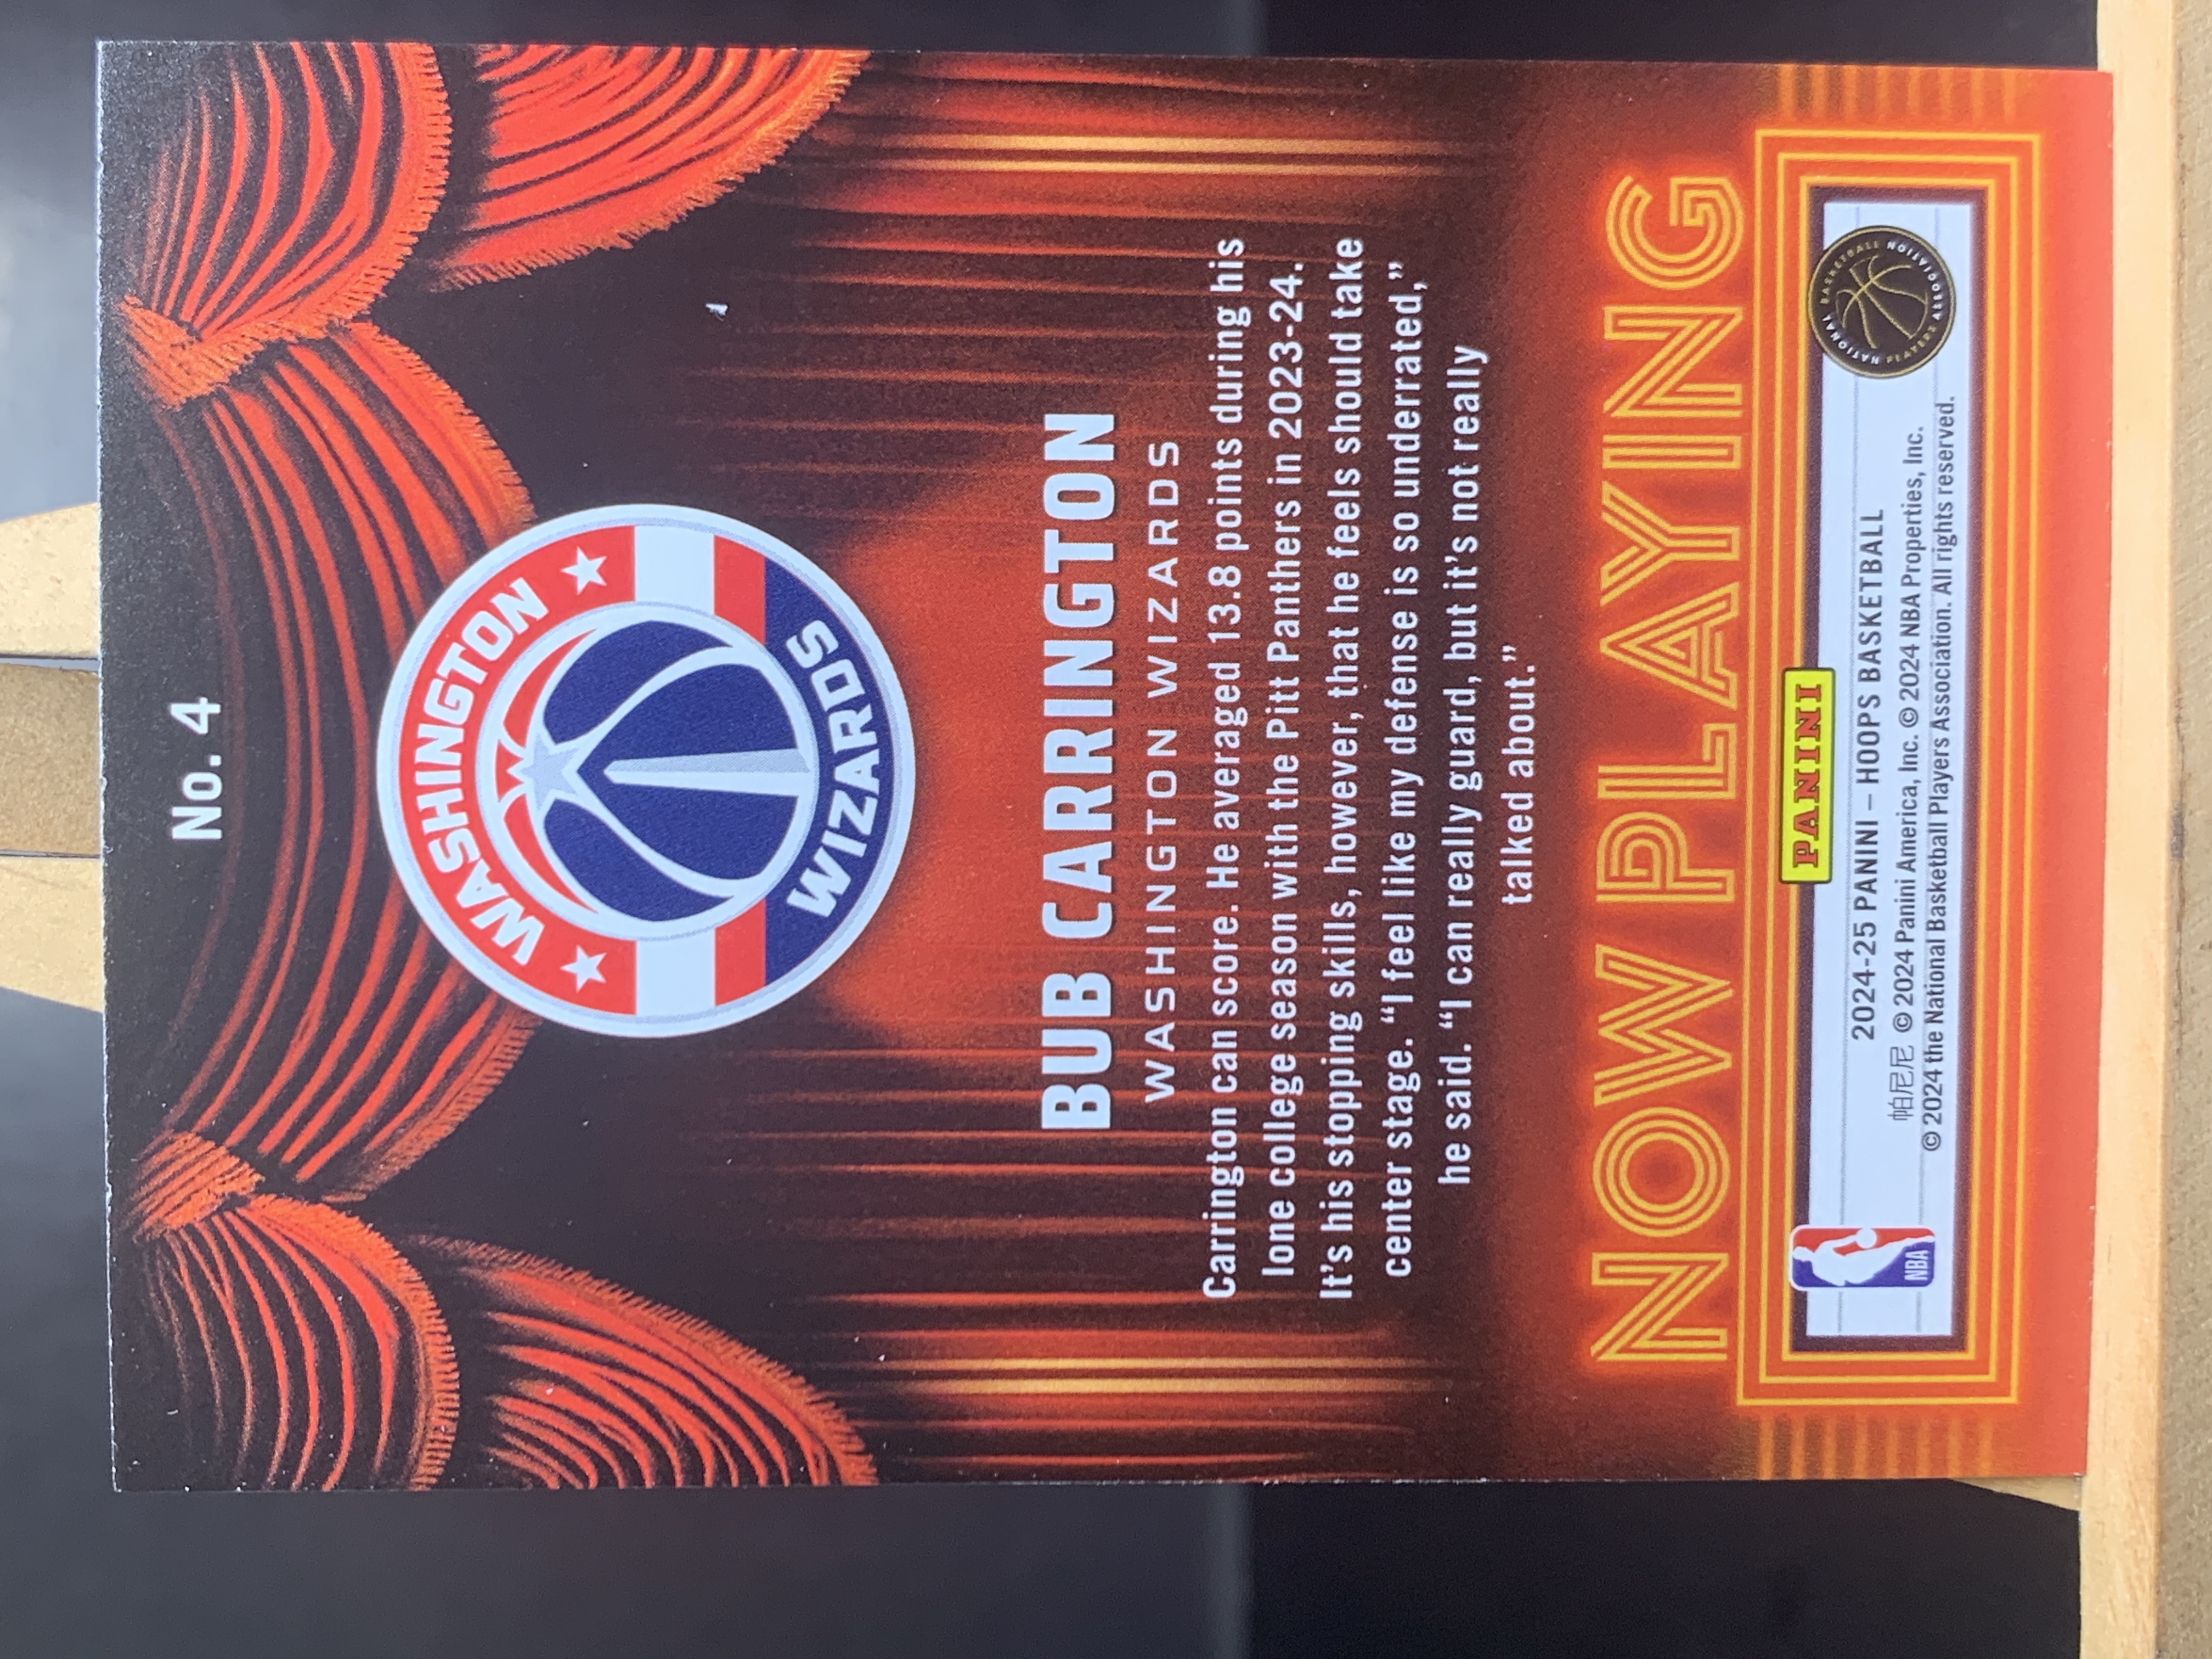 No. 4
WASHINGTON
WIZARDS
BUB CARRINGTON
WASHINGTON WIZARDS
Carrington can score. He averaged 13.8 points during his
lone college season with the Pitt Panthers in 2023-24.
It's his stopping skills, however, that he feels should take
center stage. “I feel like my defense is so underrated,”
he said. “I can really guard, but it's not really
talked about.”
NOW PLAYING
PANINI
2024-25 PANINI – HOOPS BASKETBALL
帕尼尼 © 2024 Panini America, Inc. © 2024 NBA Properties, Inc.
© 2024 the National Basketball Players Association. All rights reserved.
NBA
NATIONAL BASKETBALL PLAYERS ASSOCIATION